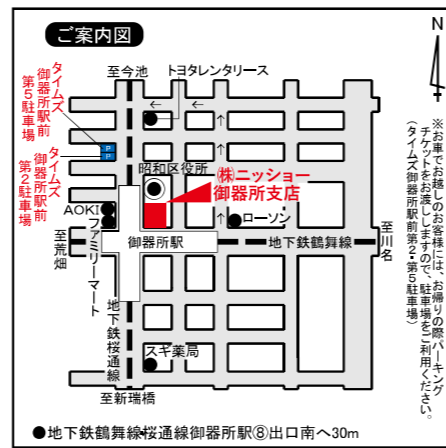 ご案内図
N
至今池
トヨタレンタリース
タイムズ
御器所駅前
第5駐車場
P
P
タイムズ
御器所駅前
第2駐車場
昭和区役所
㈱ニッショー
御器所支店
AOKI
ファミリーマート
ローソン
至荒畑
御器所駅
地下鉄鶴舞線
至川名
地下鉄桜通線
スギ薬局
至新瑞橋
※お車でお越しのお客様には、お帰りの際パーキング
チケットをお渡ししますので、駐車場をご利用ください。
(タイムズ御器所駅前第2・第5駐車場)
●地下鉄鶴舞線・桜通線御器所駅⑧出口南へ30m